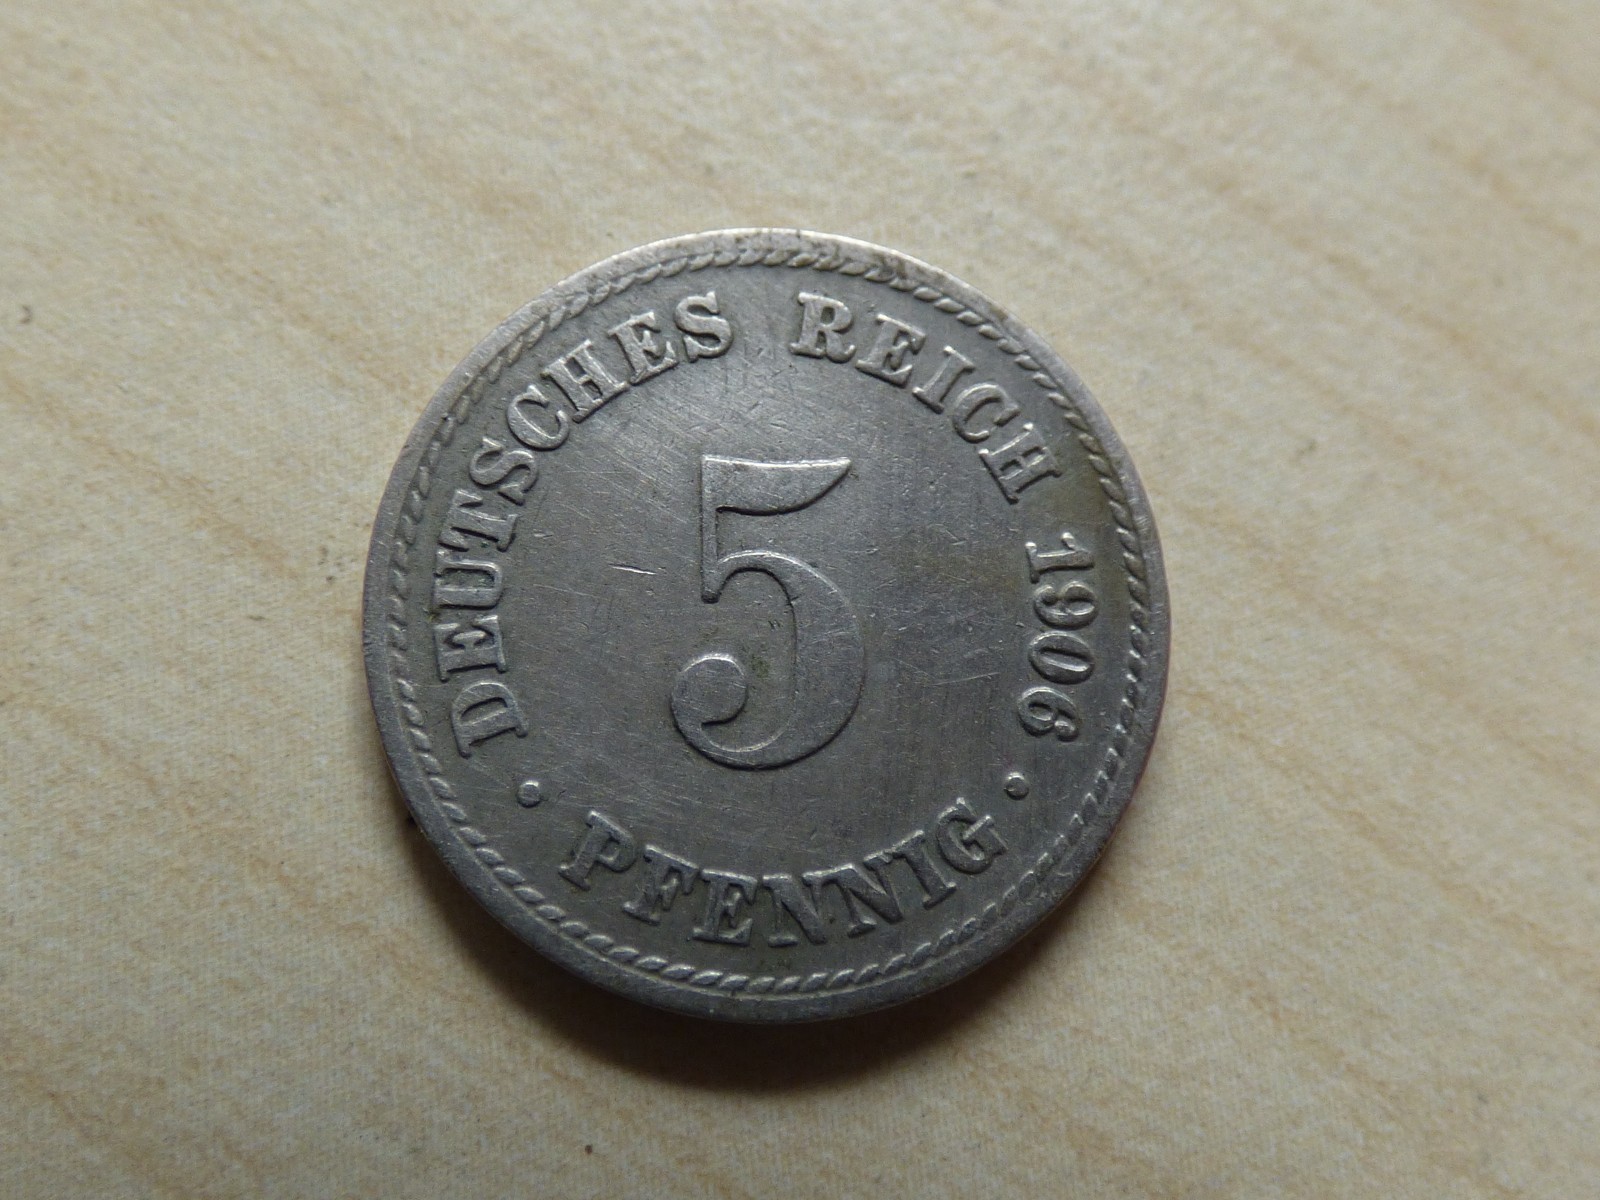 DEUTSCHES REICH 1906
5
· PFENNIG ·